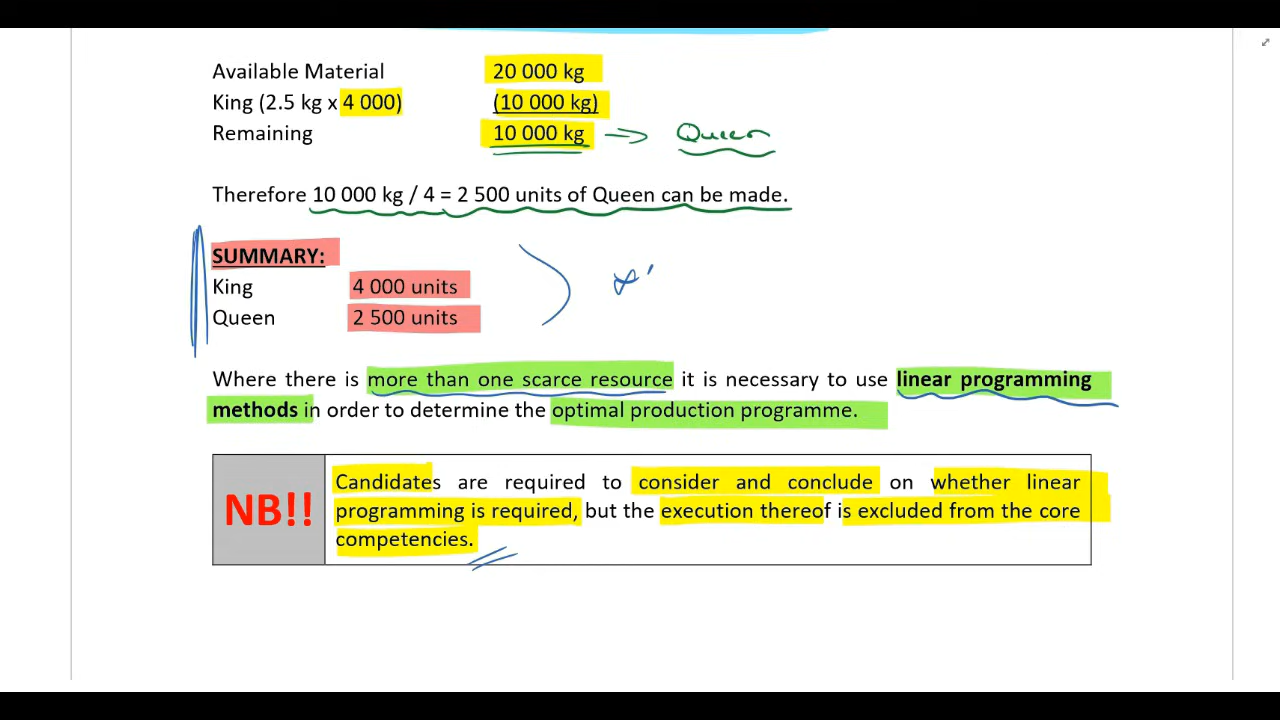 Available Material 20 000 kg
King (2.5 kg x 4 000) (10 000 kg)
Remaining 10 000 kg → Queen
Therefore 10 000 kg / 4 = 2 500 units of Queen can be made.
SUMMARY:
King 4 000 units
Queen 2 500 units
Where there is more than one scarce resource it is necessary to use linear programming
methods in order to determine the optimal production programme.
NB!!
Candidates are required to consider and conclude on whether linear
programming is required, but the execution thereof is excluded from the core
competencies.